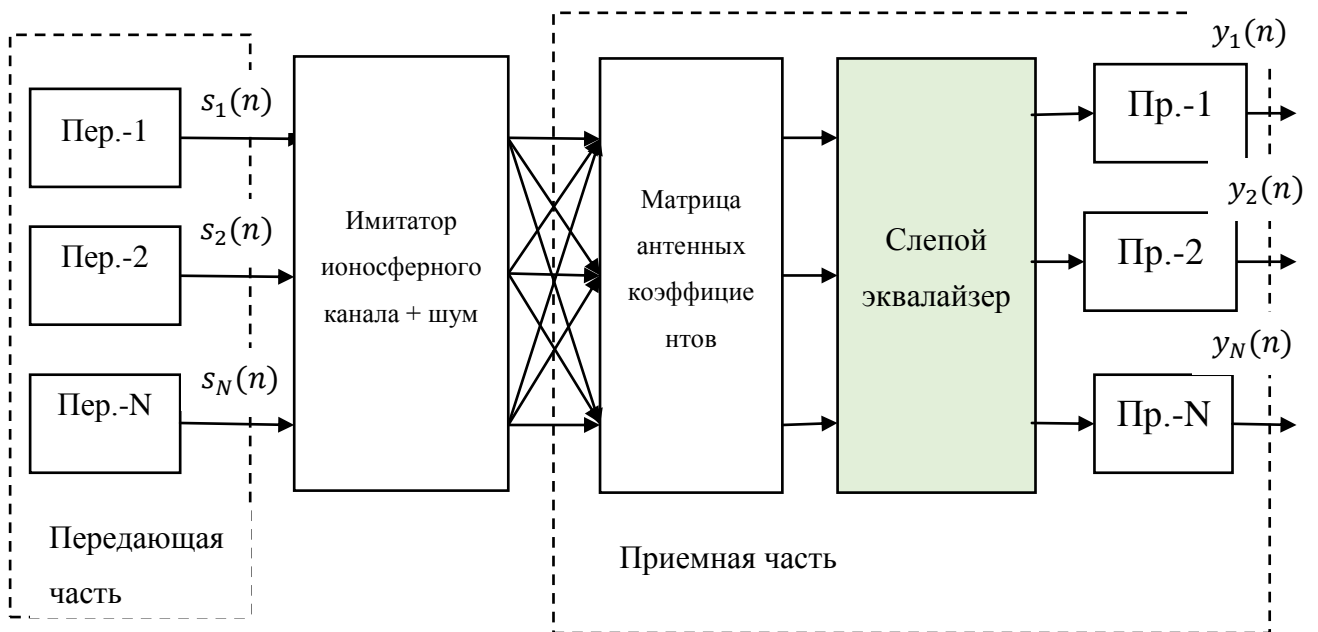 Пер.-1
s₁(n)
Пер.-2
s₂(n)
Пер.-N
s_N(n)
Передающая
часть
Имитатор
ионосферного
канала + шум
Матрица
антенных
коэффицие
нтов
Слепой
эквалайзер
Приемная часть
Пр.-1
y₁(n)
Пр.-2
y₂(n)
Пр.-N
y_N(n)